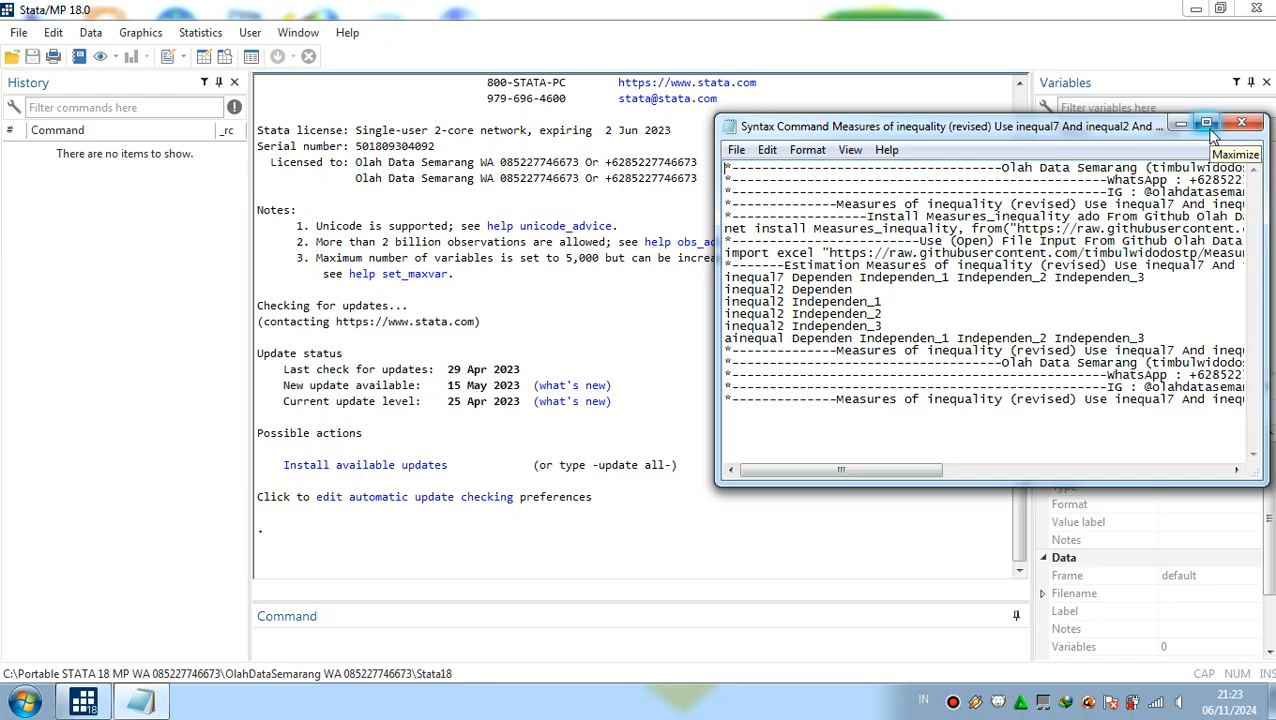 Stata/MP 18.0
File Edit Data Graphics Statistics User Window Help
History
Filter commands here
# Command _rc
There are no items to show.
800-STATA-PC https://www.stata.com
979-696-4600 stata@stata.com
Stata license: Single-user 2-core network, expiring 2 Jun 2023
Serial number: 501809304092
Licensed to: Olah Data Semarang WA 085227746673 Or +6285227746673
Olah Data Semarang WA 085227746673 Or +6285227746673
Notes:
1. Unicode is supported; see help unicode_advice.
2. More than 2 billion observations are allowed; see help obs_ad
3. Maximum number of variables is set to 5,000 but can be increa
see help set_maxvar.
Checking for updates...
(contacting https://www.stata.com)
Update status
Last check for updates: 29 Apr 2023
New update available: 15 May 2023 (what's new)
Current update level: 25 Apr 2023 (what's new)
Possible actions
Install available updates (or type -update all-)
Click to edit automatic update checking preferences
.
Command
Variables
Filter variables here
Syntax Command Measures of inequality (revised) Use inequal7 And inequal2 And ...
Maximize
File Edit Format View Help
*-----------------------------------Olah Data Semarang (timbulwidodos
*------------------------------------------------WhatsApp : +628522
*------------------------------------------------IG : @olahdatasemar
*--------------Measures of inequality (revised) Use inequal7 And inequ
*------------------Install Measures_inequality ado From Github Olah Da
net install Measures_inequality, from("https://raw.githubusercontent.
*------------------------Use (Open) File Input From Github Olah Data
import excel "https://raw.githubusercontent.com/timbulwidodostp/Measur
*-------Estimation Measures of inequality (revised) Use inequal7 And i
inequal7 Dependen Independen_1 Independen_2 Independen_3
inequal2 Dependen
inequal2 Independen_1
inequal2 Independen_2
inequal2 Independen_3
ainequal Dependen Independen_1 Independen_2 Independen_3
*--------------Measures of inequality (revised) Use inequal7 And inequ
*-----------------------------------Olah Data Semarang (timbulwidodos
*------------------------------------------------WhatsApp : +628522
*------------------------------------------------IG : @olahdatasemar
*--------------Measures of inequality (revised) Use inequal7 And inequ
Type
Format
Value label
Notes
Data
Frame default
Filename
Label
Notes
Variables 0
C:\Portable STATA 18 MP WA 085227746673\OlahDataSemarang WA 085227746673\Stata18
CAP NUM INS
18
IN
21:23
06/11/2024